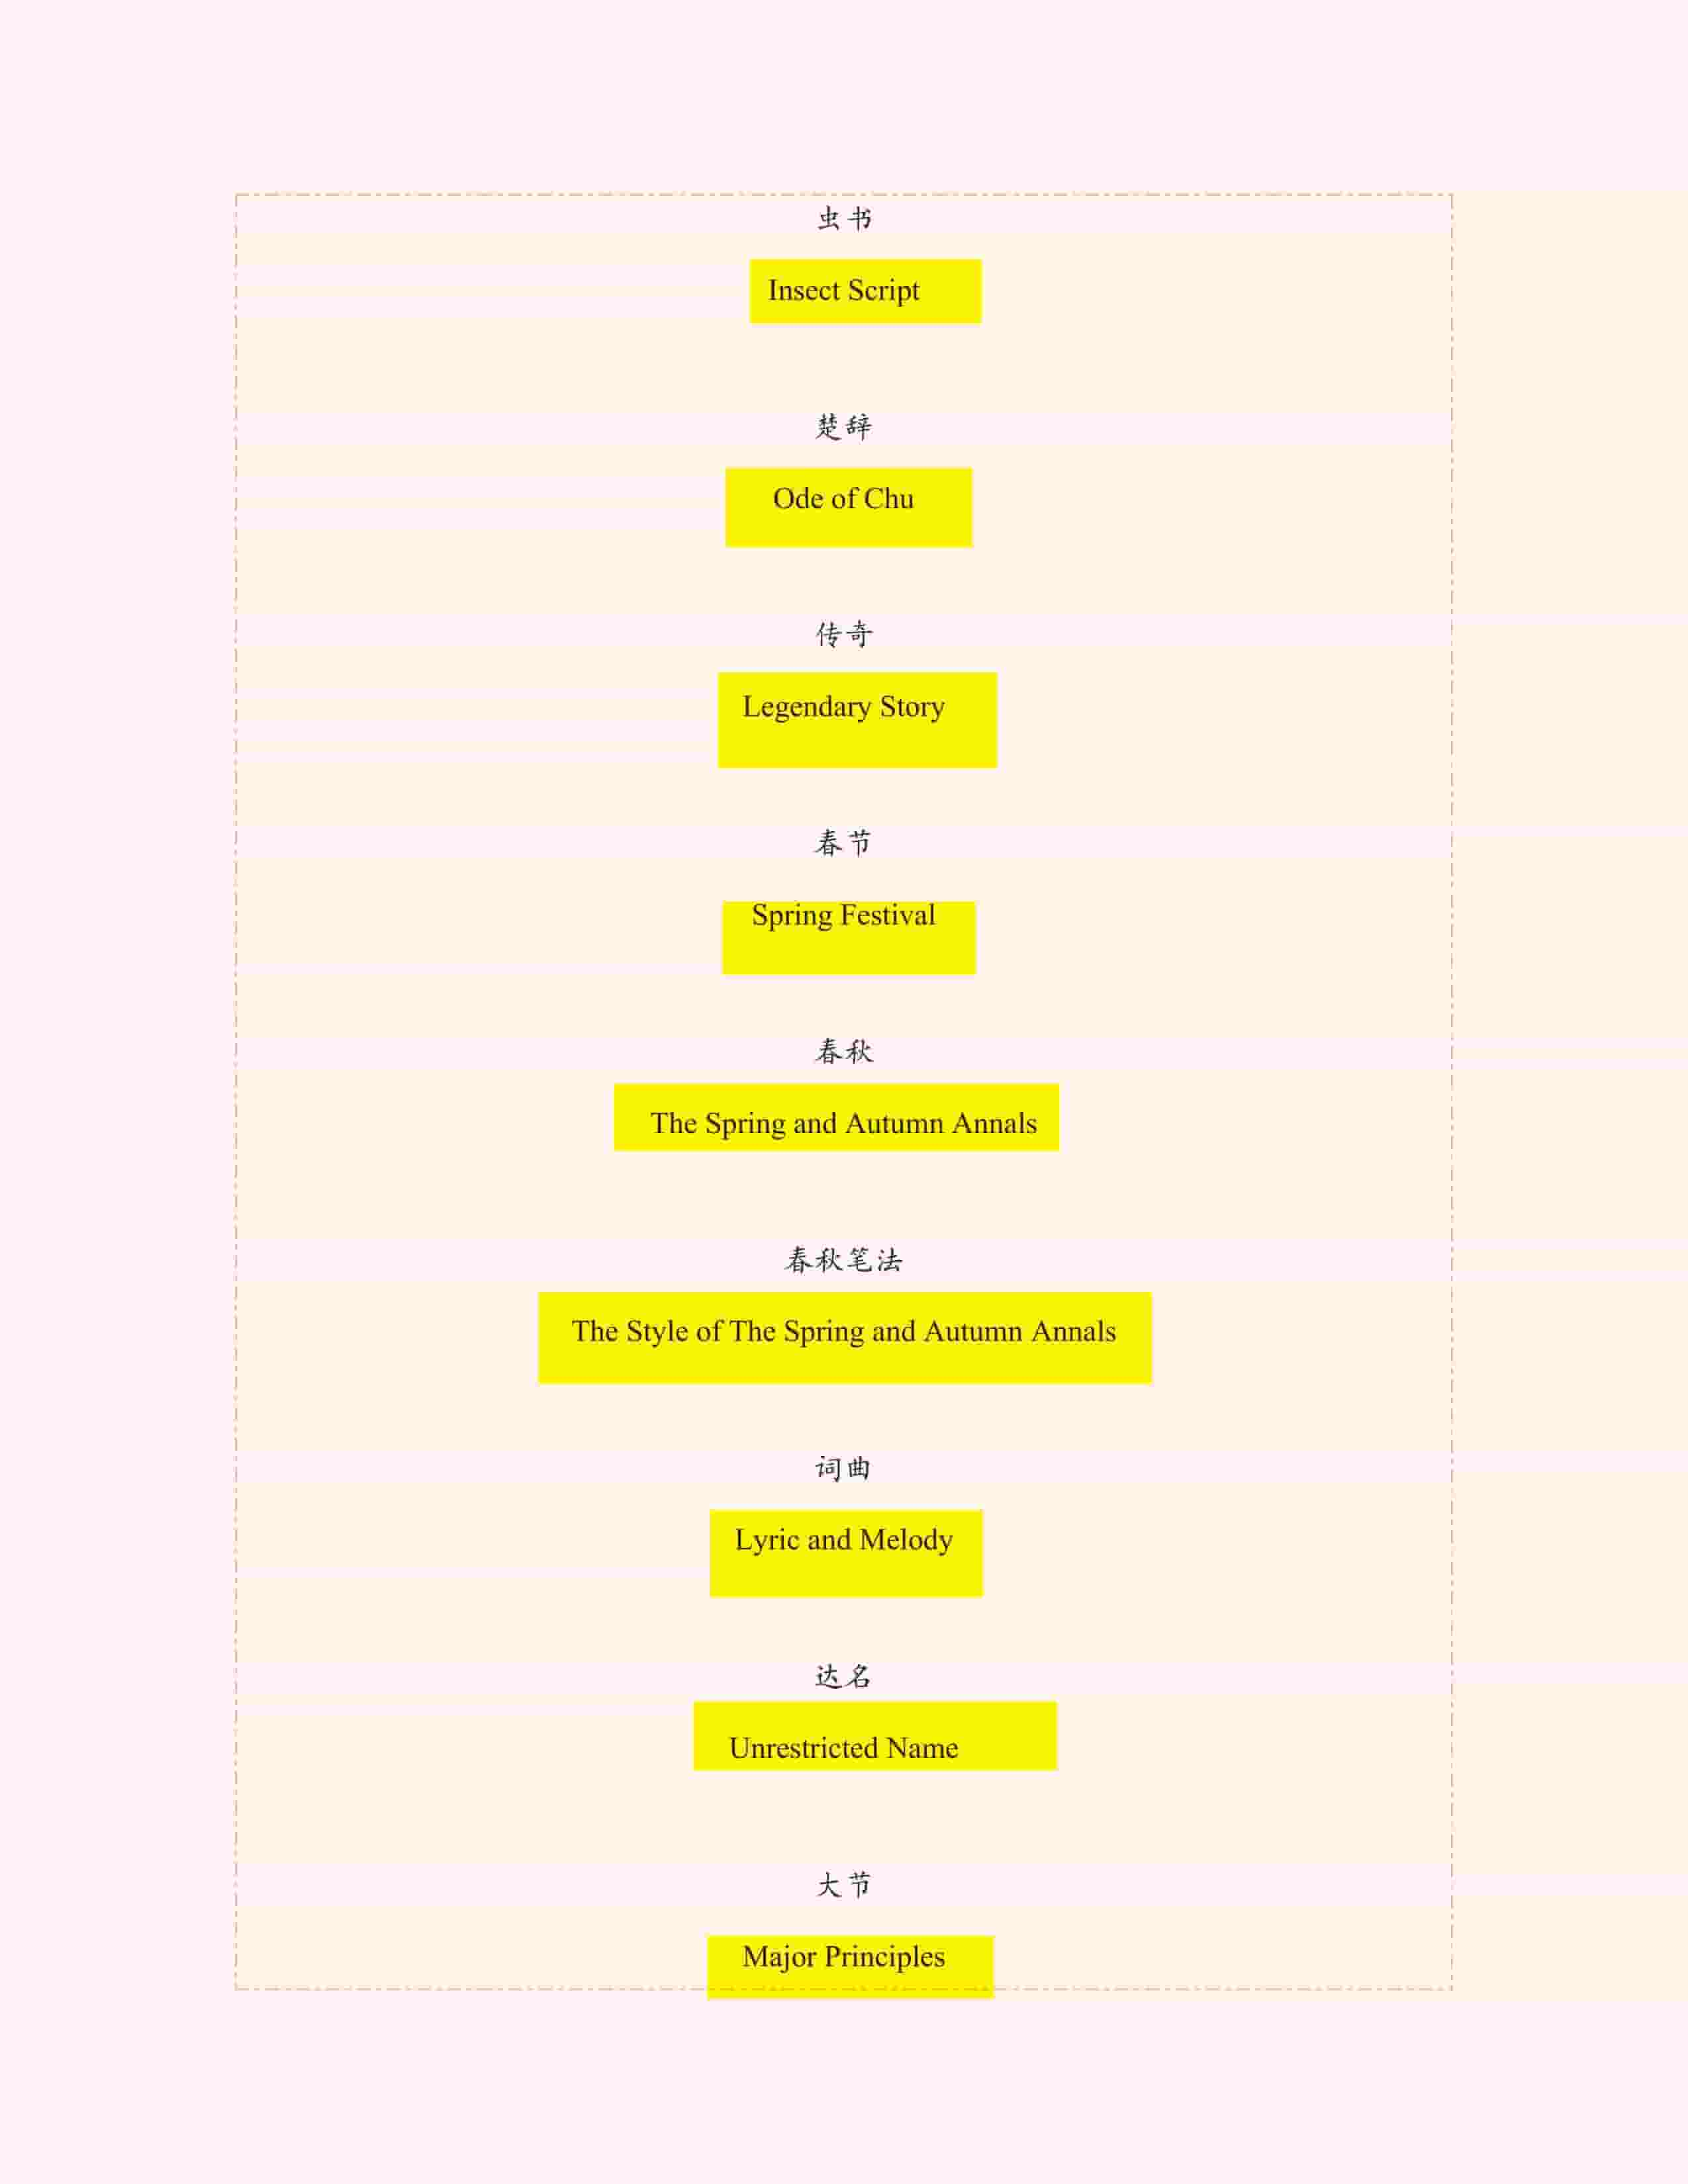 虫书
Insect Script
楚辞
Ode of Chu
传奇
Legendary Story
春节
Spring Festival
春秋
The Spring and Autumn Annals
春秋笔法
The Style of The Spring and Autumn Annals
词曲
Lyric and Melody
达名
Unrestricted Name
大节
Major Principles